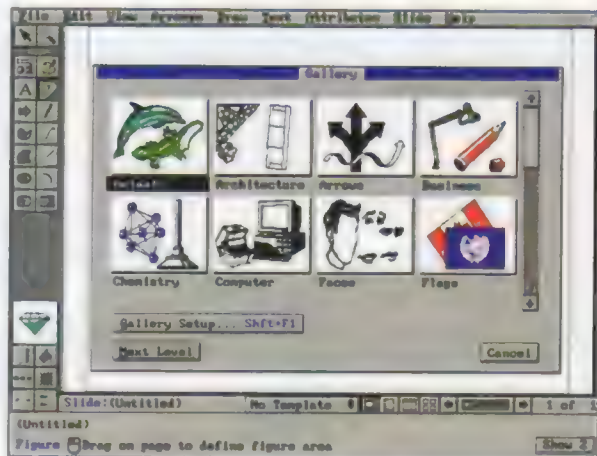 File Edit View Arrange Draw Text Attributes Slide Help
Gallery
Architecture Arrows Business
Chemistry Computer Faces Flags
Gallery Setup... Shft+F1
Next Level Cancel
Slide:(Untitled) No Template 1 of 1
(Untitled)
Figure Drag on page to define figure area Show